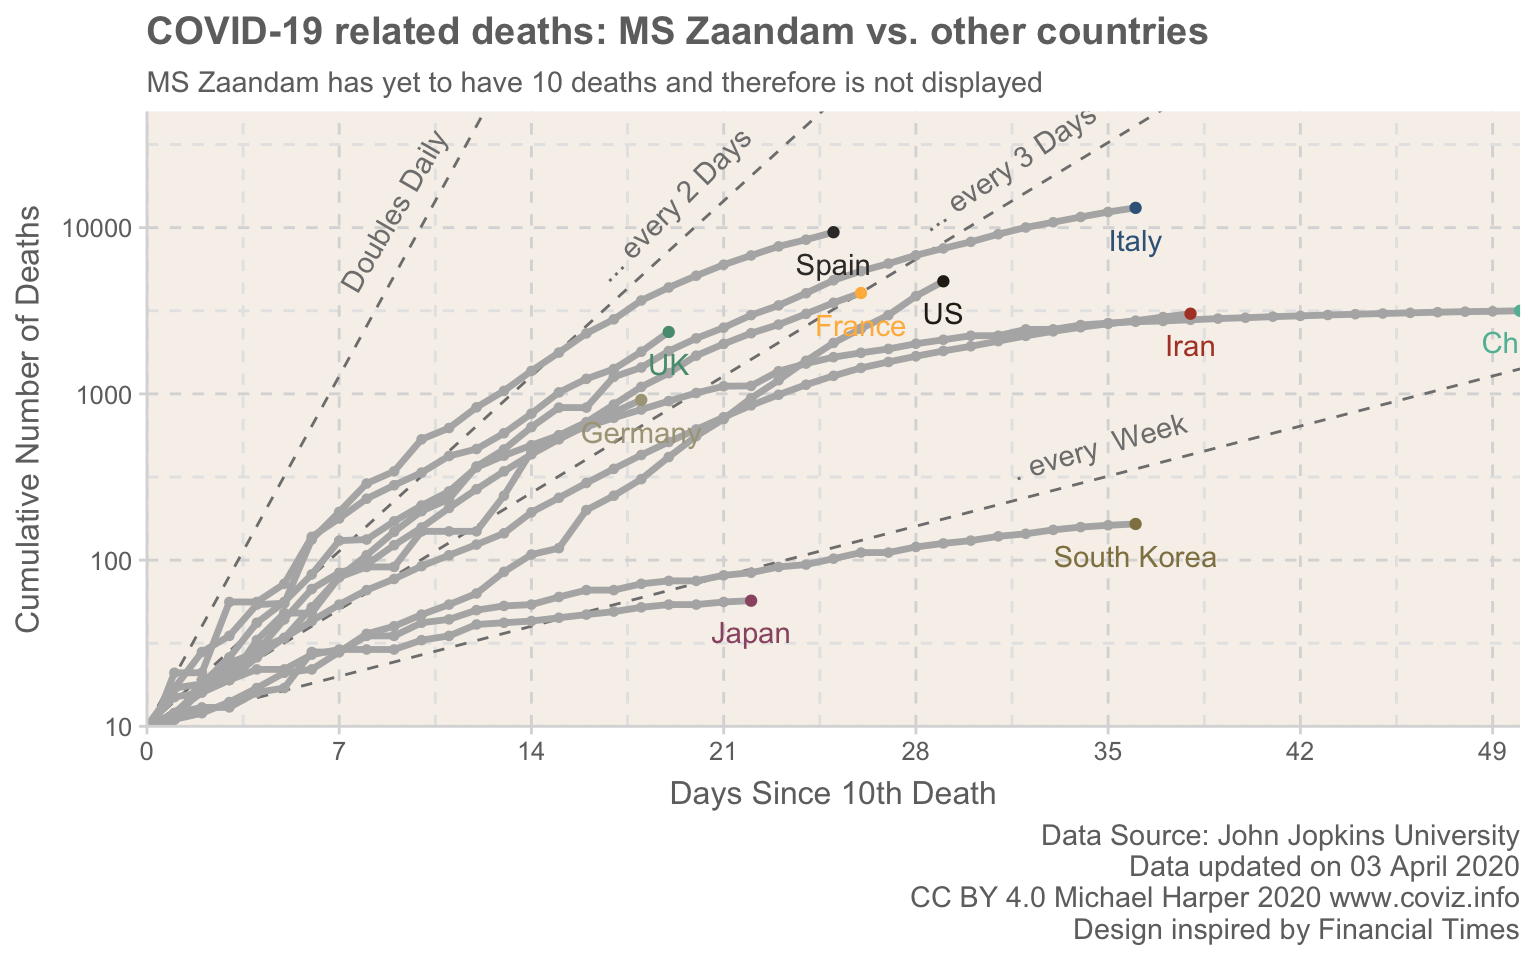 COVID-19 related deaths: MS Zaandam vs. other countries
MS Zaandam has yet to have 10 deaths and therefore is not displayed
Cumulative Number of Deaths
10000
1000
100
10
Doubles Daily
... every 2 Days
... every 3 Days
. every  Week
Italy
Spain
US
France
Iran
Ch
UK
Germany
South Korea
Japan
0 7 14 21 28 35 42 49
Days Since 10th Death
Data Source: John Jopkins University
Data updated on 03 April 2020
CC BY 4.0 Michael Harper 2020 www.coviz.info
Design inspired by Financial Times